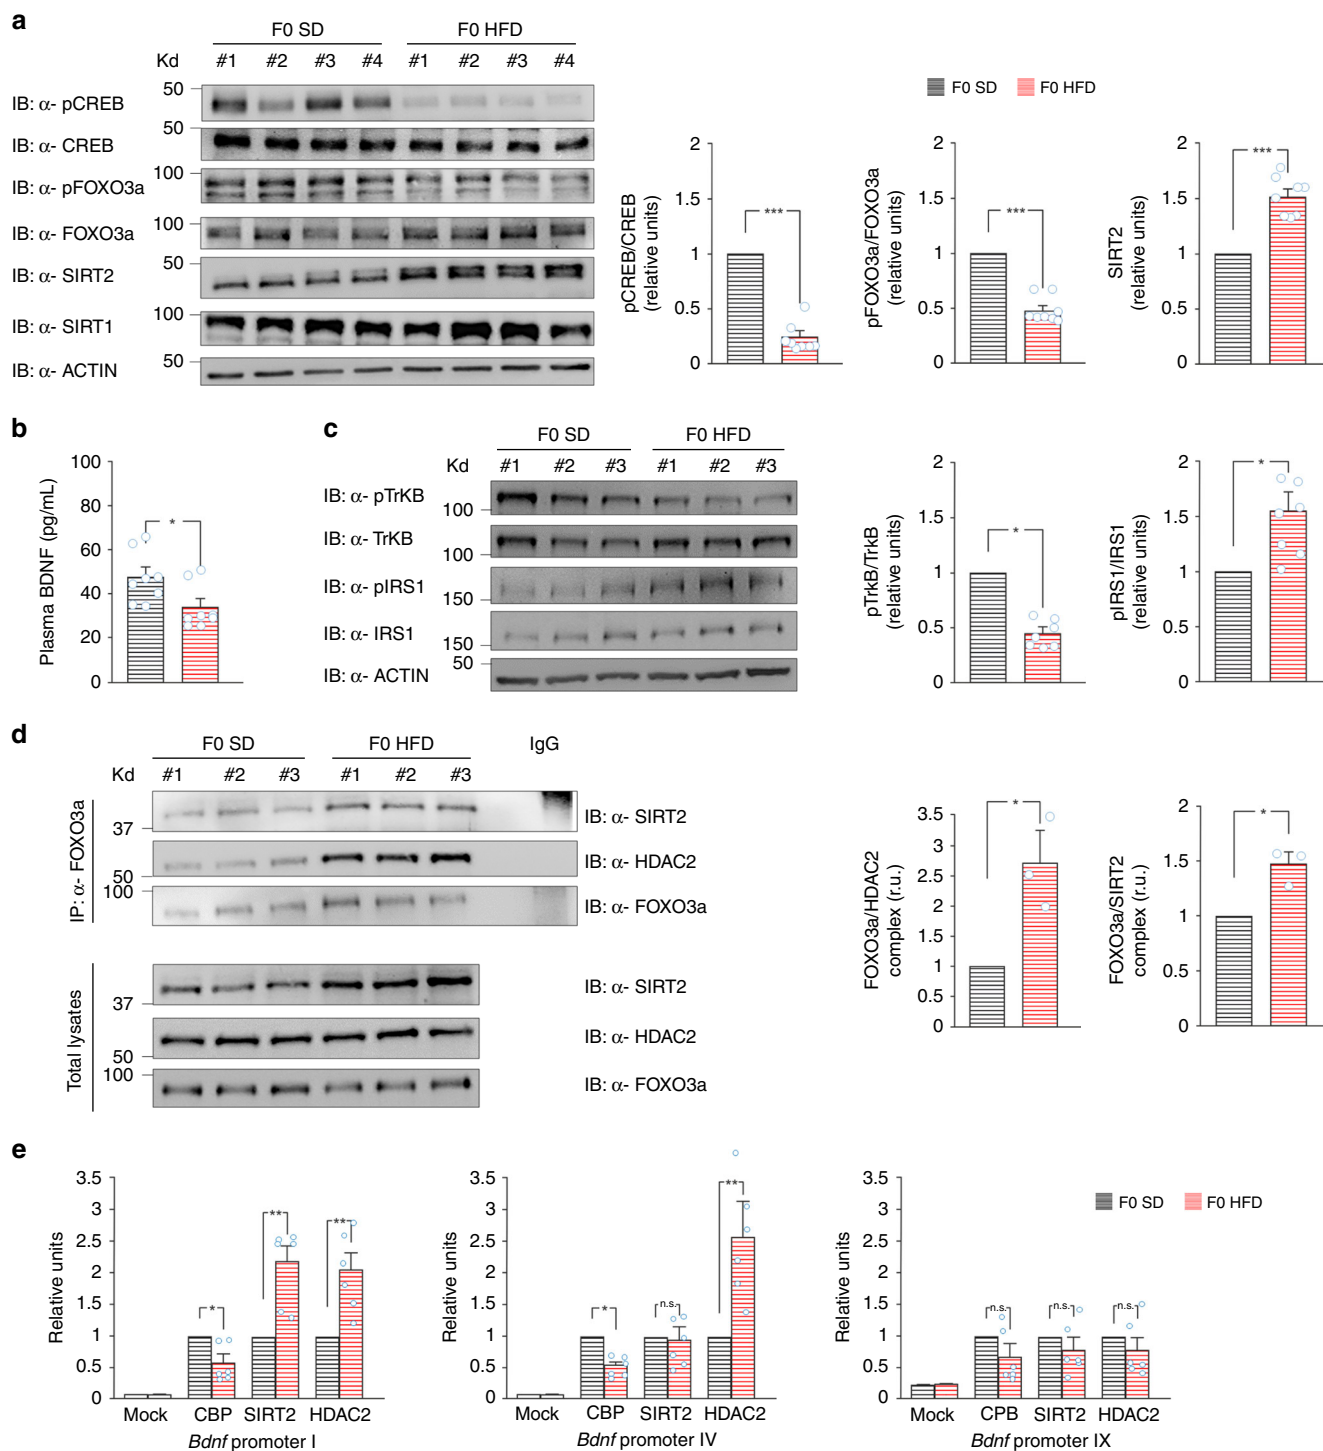 a
F0 SD F0 HFD
Kd #1 #2 #3 #4 #1 #2 #3 #4
50
IB: α- pCREB
50
IB: α- CREB
100
IB: α- pFOXO3a
100
IB: α- FOXO3a
50
IB: α- SIRT2
100
IB: α- SIRT1
50
IB: α- ACTIN
F0 SD F0 HFD
pCREB/CREB
(relative units)
2
1.5
1
0.5
0
***
pFOXO3a/FOXO3a
(relative units)
2
1.5
1
0.5
0
***
SIRT2
(relative units)
2
1.5
1
0.5
0
***
b
Plasma BDNF (pg/mL)
100
80
60
40
20
0
*
c
F0 SD F0 HFD
Kd #1 #2 #3 #1 #2 #3
IB: α- pTrKB
100
IB: α- TrKB
100
IB: α- pIRS1
150
IB: α- IRS1
150
50
IB: α- ACTIN
pTrkB/TrkB
(relative units)
2
1.5
1
0.5
0
*
pIRS1/IRS1
(relative units)
2
1.5
1
0.5
0
*
d
F0 SD F0 HFD IgG
Kd #1 #2 #3 #1 #2 #3
IP: α- FOXO3a
37
IB: α- SIRT2
50
IB: α- HDAC2
100
IB: α- FOXO3a
Total lysates
37
IB: α- SIRT2
50
IB: α- HDAC2
100
IB: α- FOXO3a
FOXO3a/HDAC2
complex (r.u.)
3.5
3
2.5
2
1.5
1
0.5
0
*
FOXO3a/SIRT2
complex (r.u.)
2
1.5
1
0.5
0
*
e
Relative units
3.5
3
2.5
2
1.5
1
0.5
0
* ** **
Mock CBP SIRT2 HDAC2
Bdnf promoter I
Relative units
3.5
3
2.5
2
1.5
1
0.5
0
* n.s. **
Mock CBP SIRT2 HDAC2
Bdnf promoter IV
F0 SD F0 HFD
Relative units
3.5
3
2.5
2
1.5
1
0.5
0
n.s. n.s. n.s.
Mock CPB SIRT2 HDAC2
Bdnf promoter IX